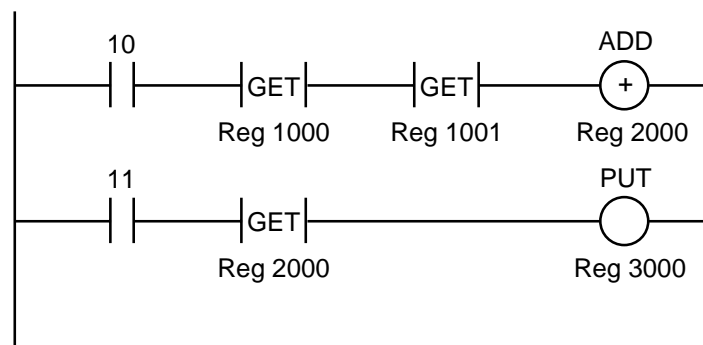 10
ADD
GET
GET
+
Reg 1000
Reg 1001
Reg 2000
11
PUT
GET
Reg 2000
Reg 3000